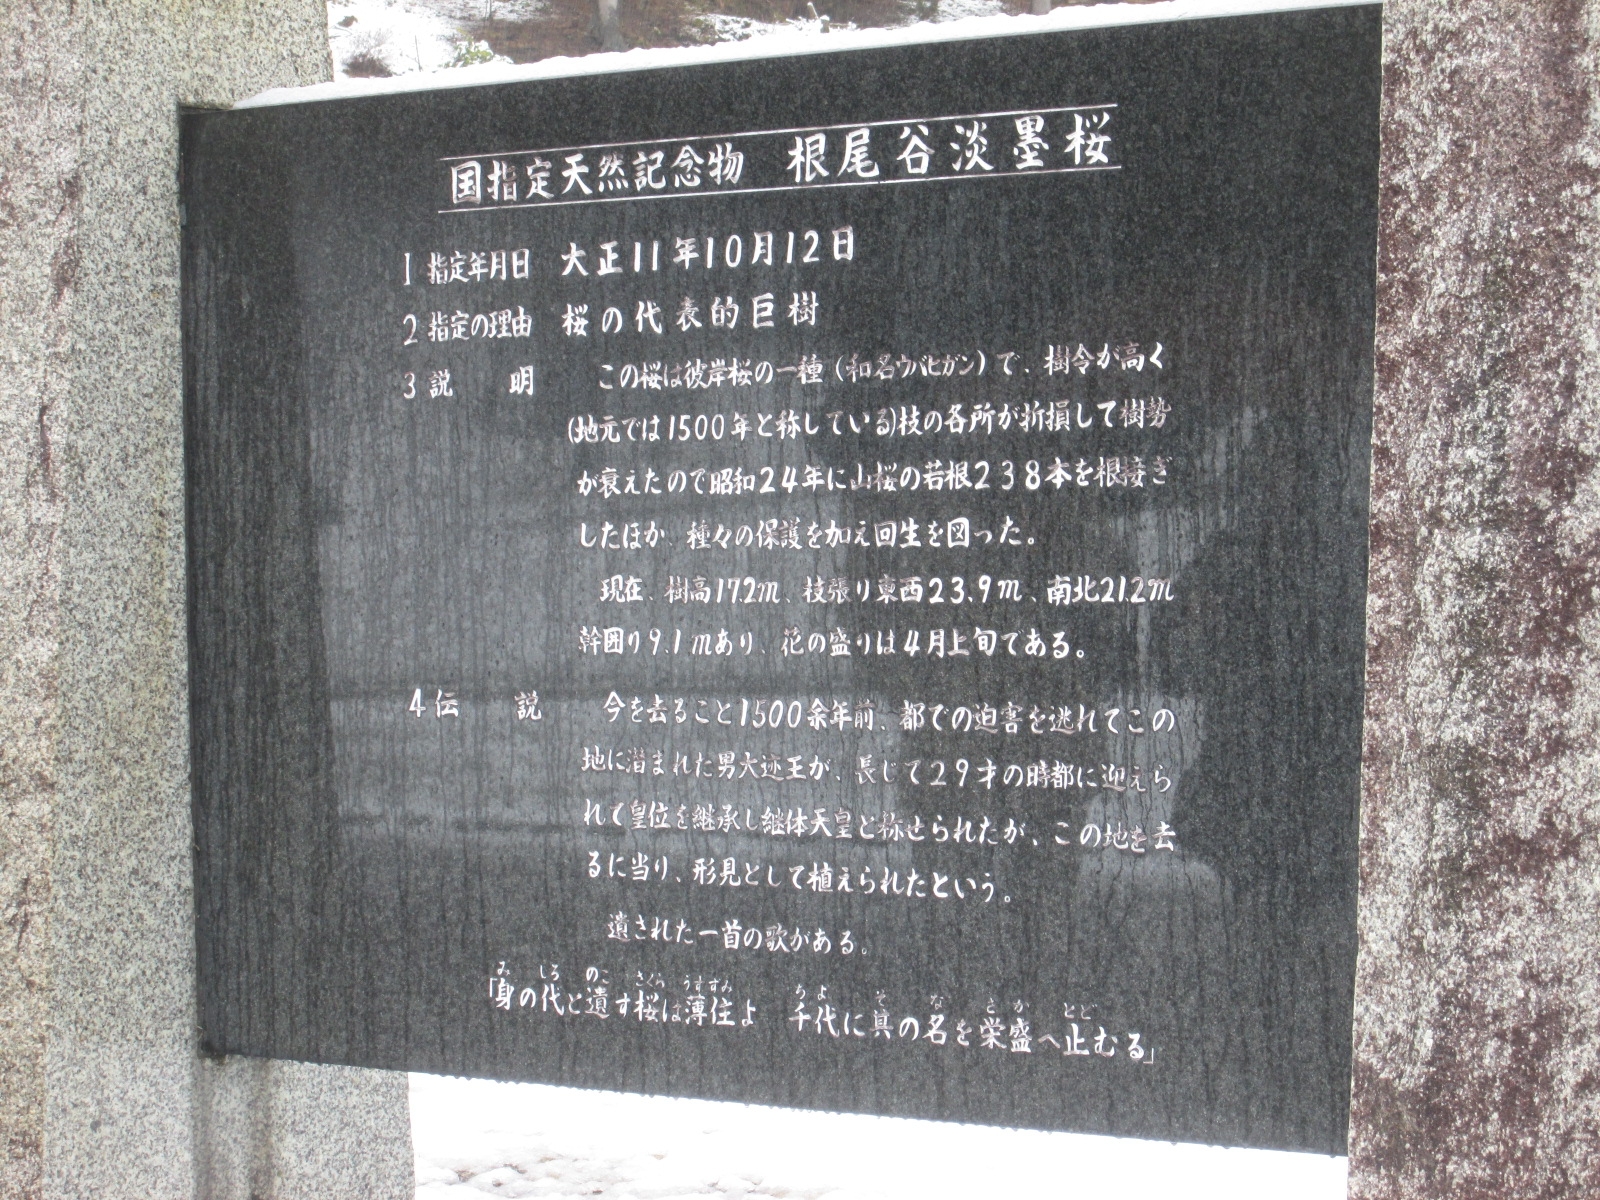 国指定天然記念物　根尾谷淡墨桜
1 指定年月日　大正11年10月12日
2 指定の理由　桜の代表的巨樹
3 説　明　この桜は彼岸桜の一種（和名ウバヒガン）で、樹令が高く
（地元では1500年と称している）枝の各所が折損して樹勢
が衰えたので昭和24年に山桜の若根238本を根接ぎ
したほか、種々の保護を加え回生を図った。
現在、樹高17.2m、枝張り東西23.9m、南北21.2m
幹囲り9.1mあり、花の盛りは4月上旬である。
4 伝　説　今を去ること1500余年前、都での迫害を逃れてこの
地に潜まれた男大迹王が、長じて29才の時都に迎えら
れて皇位を継承し継体天皇と称せられたが、この地を去
るに当り、形見として植えられたという。
遺された一首の歌がある。
み しろ のこ さくら うすずみ ちよ そ な さか とど
「身の代と遺す桜は薄住よ　千代に其の名を栄盛へ止むる」